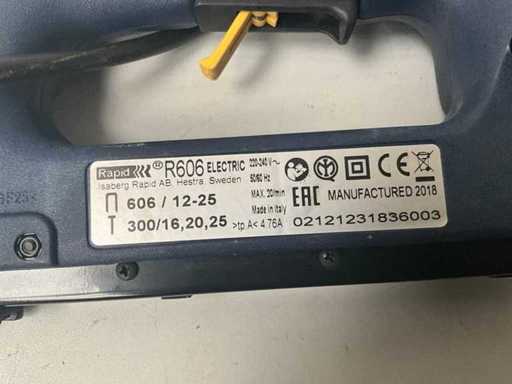 Rapid ®R606 ELECTRIC 220-240 V~
Isaberg Rapid AB, Hestra, Sweden 50/60 Hz
606 / 12-25 MAX. 20/min
Made in Italy
300/16,20,25 >tp.A< 4.76A
EAC MANUFACTURED 2018
02121231836003